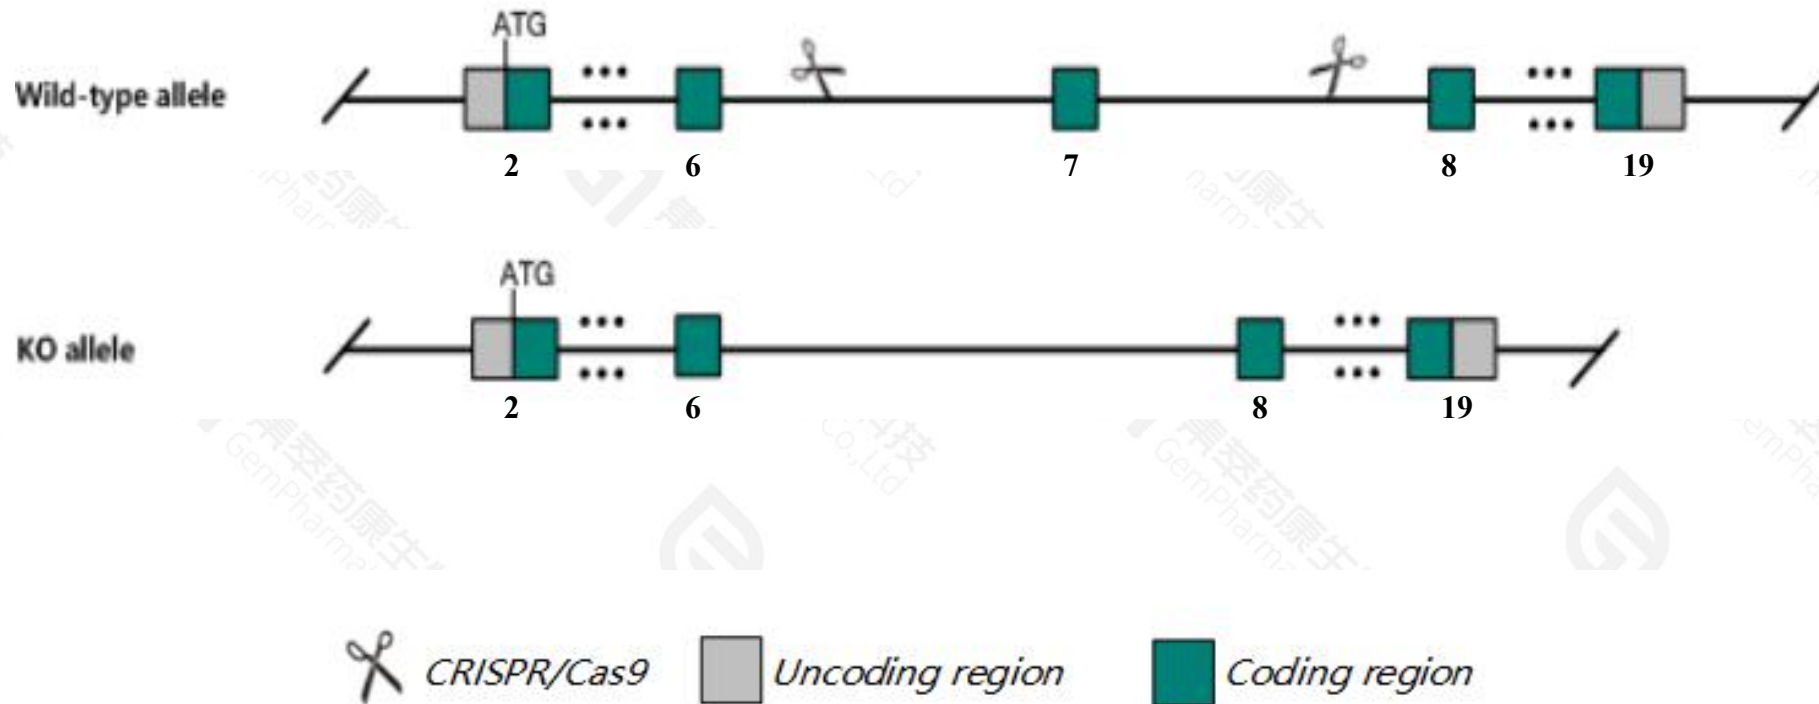 ATG
Wild-type allele
2 6 7 8 19
ATG
KO allele
2 6 8 19
CRISPR/Cas9 Uncoding region Coding region